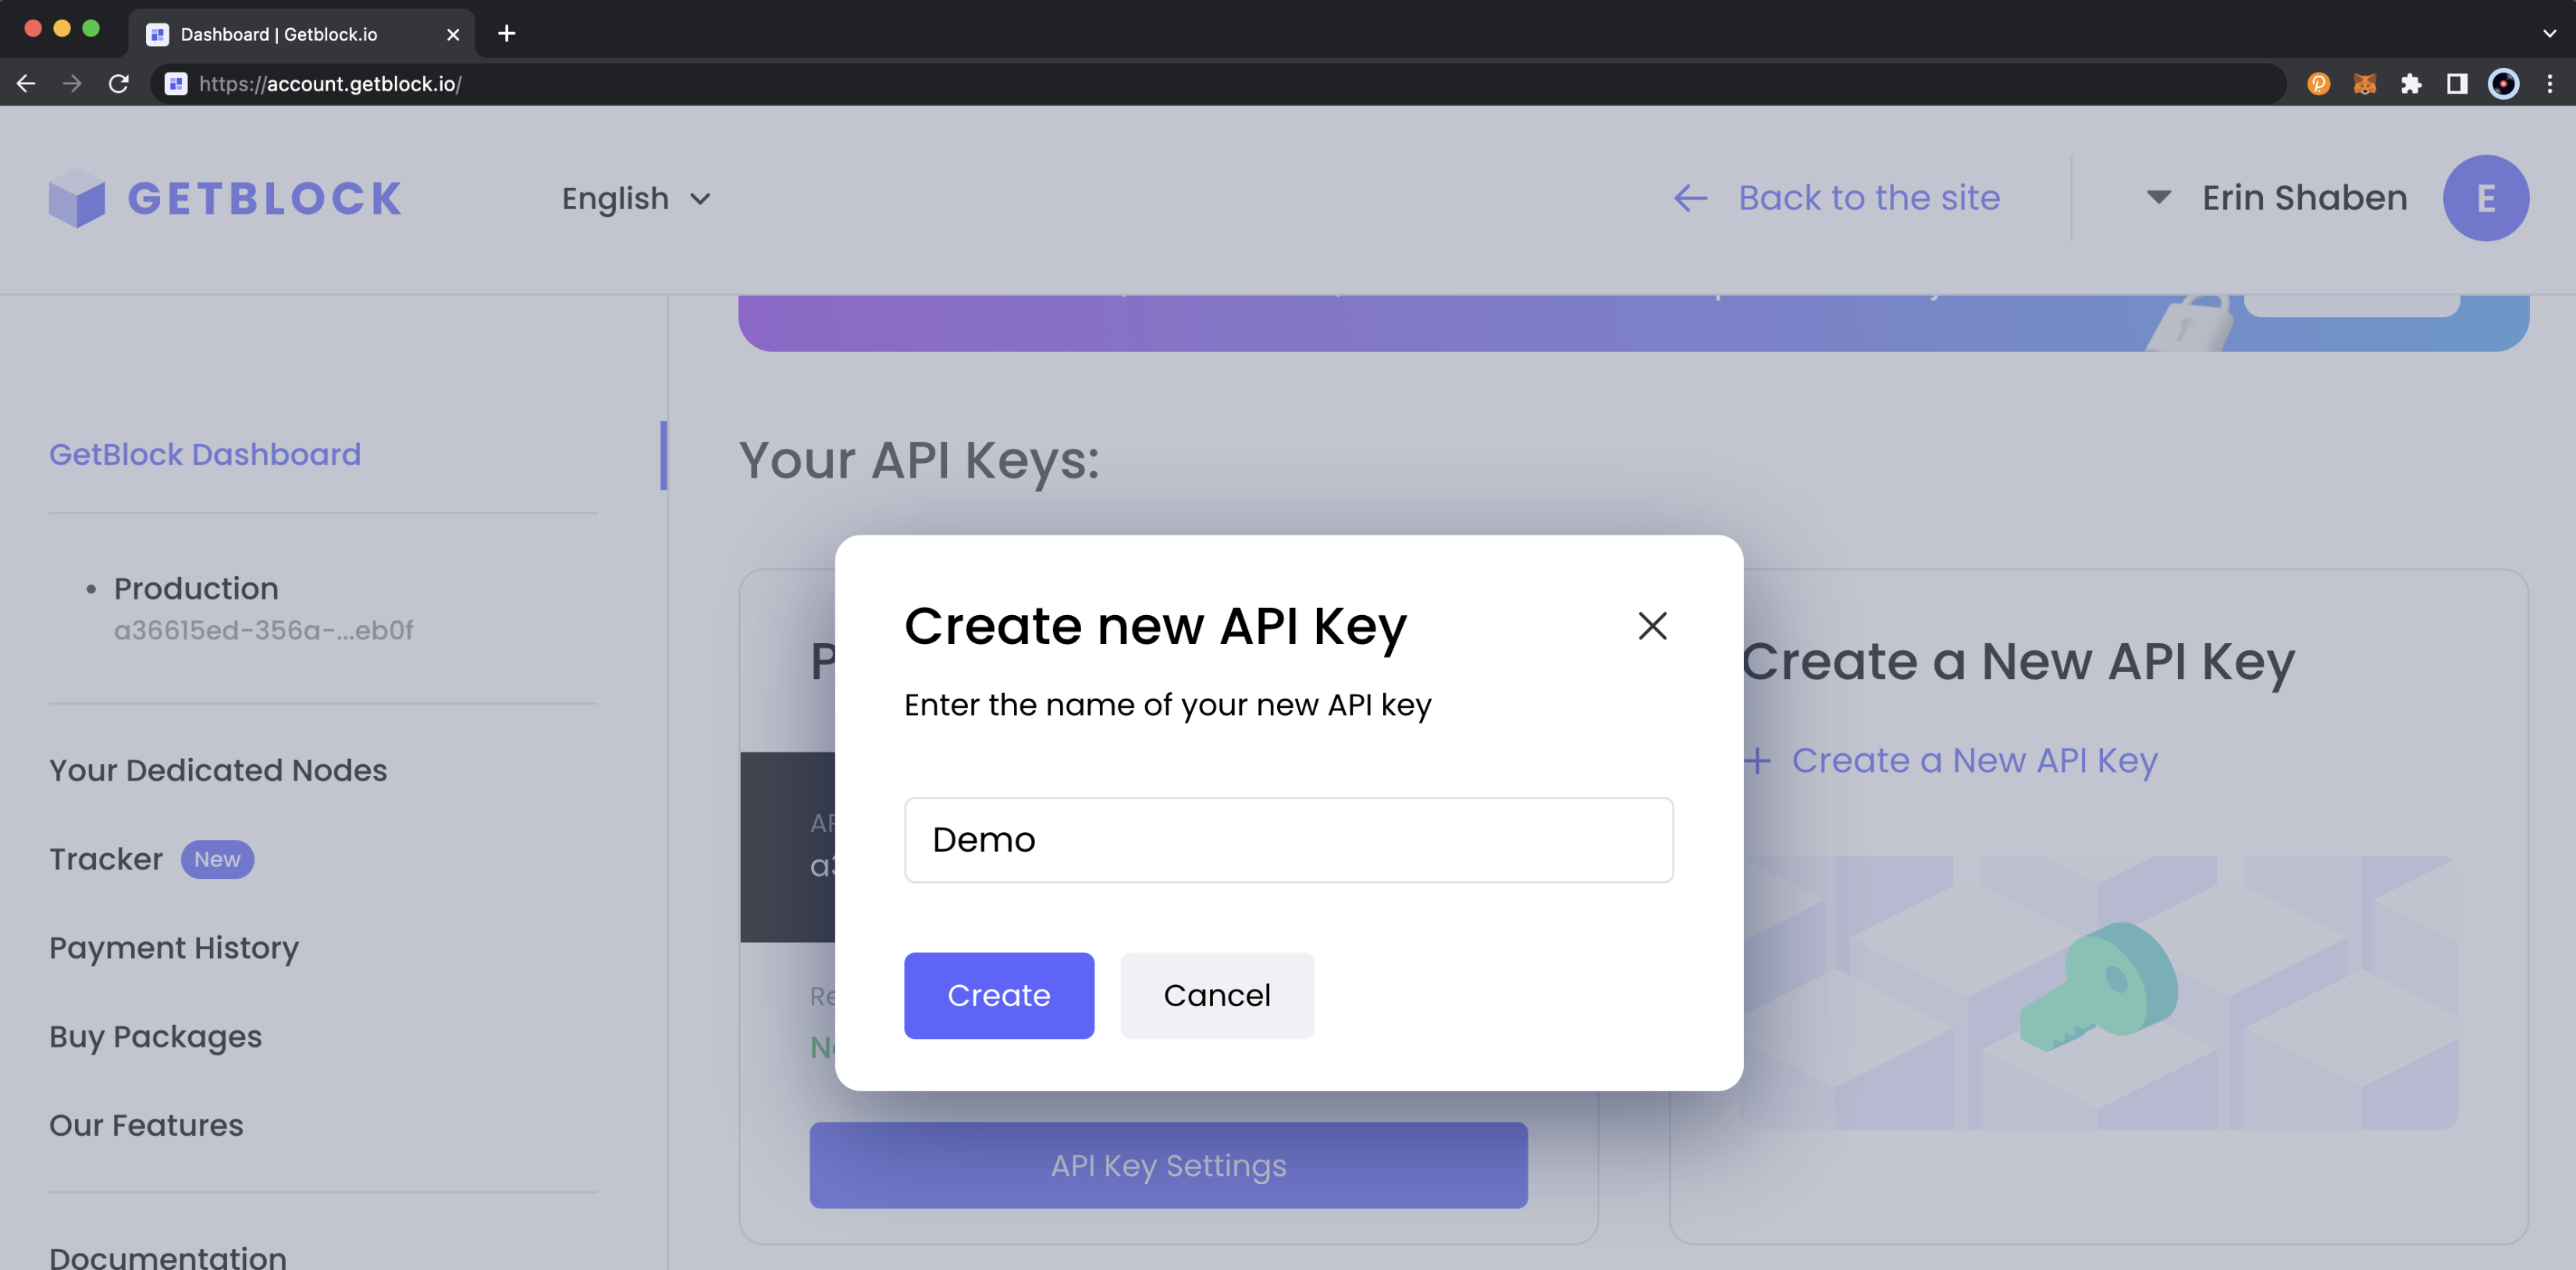 Dashboard | Getblock.io
https://account.getblock.io/
GETBLOCK
English
Back to the site
Erin Shaben
E
GetBlock Dashboard
Your API Keys:
Production
a36615ed-356a-...eb0f
Create new API Key
Create a New API Key
Enter the name of your new API key
Create a New API Key
Your Dedicated Nodes
Demo
Tracker New
Payment History
Create Cancel
Buy Packages
Our Features
API Key Settings
Documentation